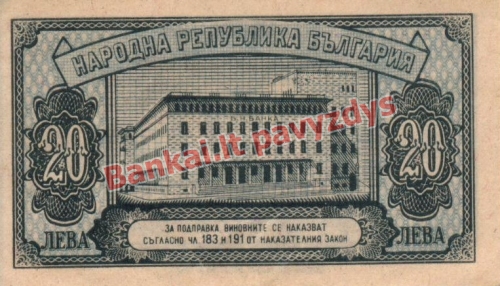 НАРОДНА РЕПУБЛИКА БЪЛГАРИЯ
Б.Н.БАНКА
Bankai.lt pavyzdys
20
20
ЛЕВА
ЛЕВА
ЗА ПОДПРАВКА ВИНОВНИТЕ СЕ НАКАЗВАТ
СЪГЛАСНО ЧЛ. 183 И 191 ОТ НАКАЗАТЕЛНИЯ ЗАКОН